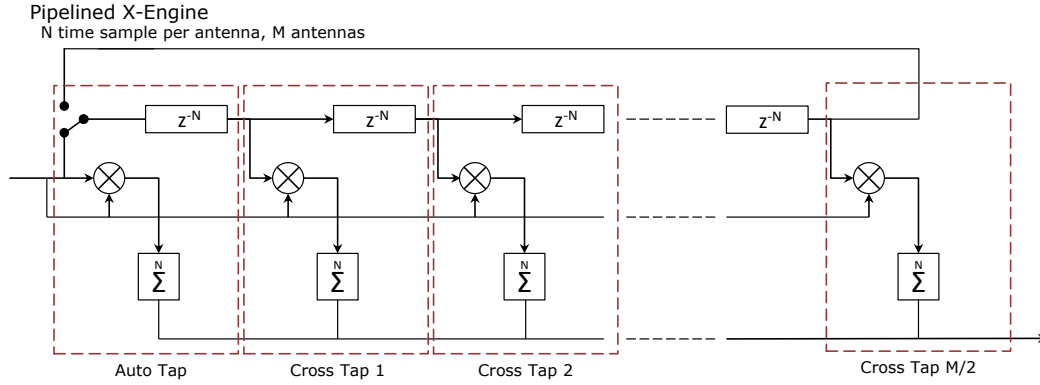 Pipelined X-Engine
N time sample per antenna, M antennas
z-N z-N z-N z-N
N N N N
Σ Σ Σ Σ
Auto Tap Cross Tap 1 Cross Tap 2 Cross Tap M/2